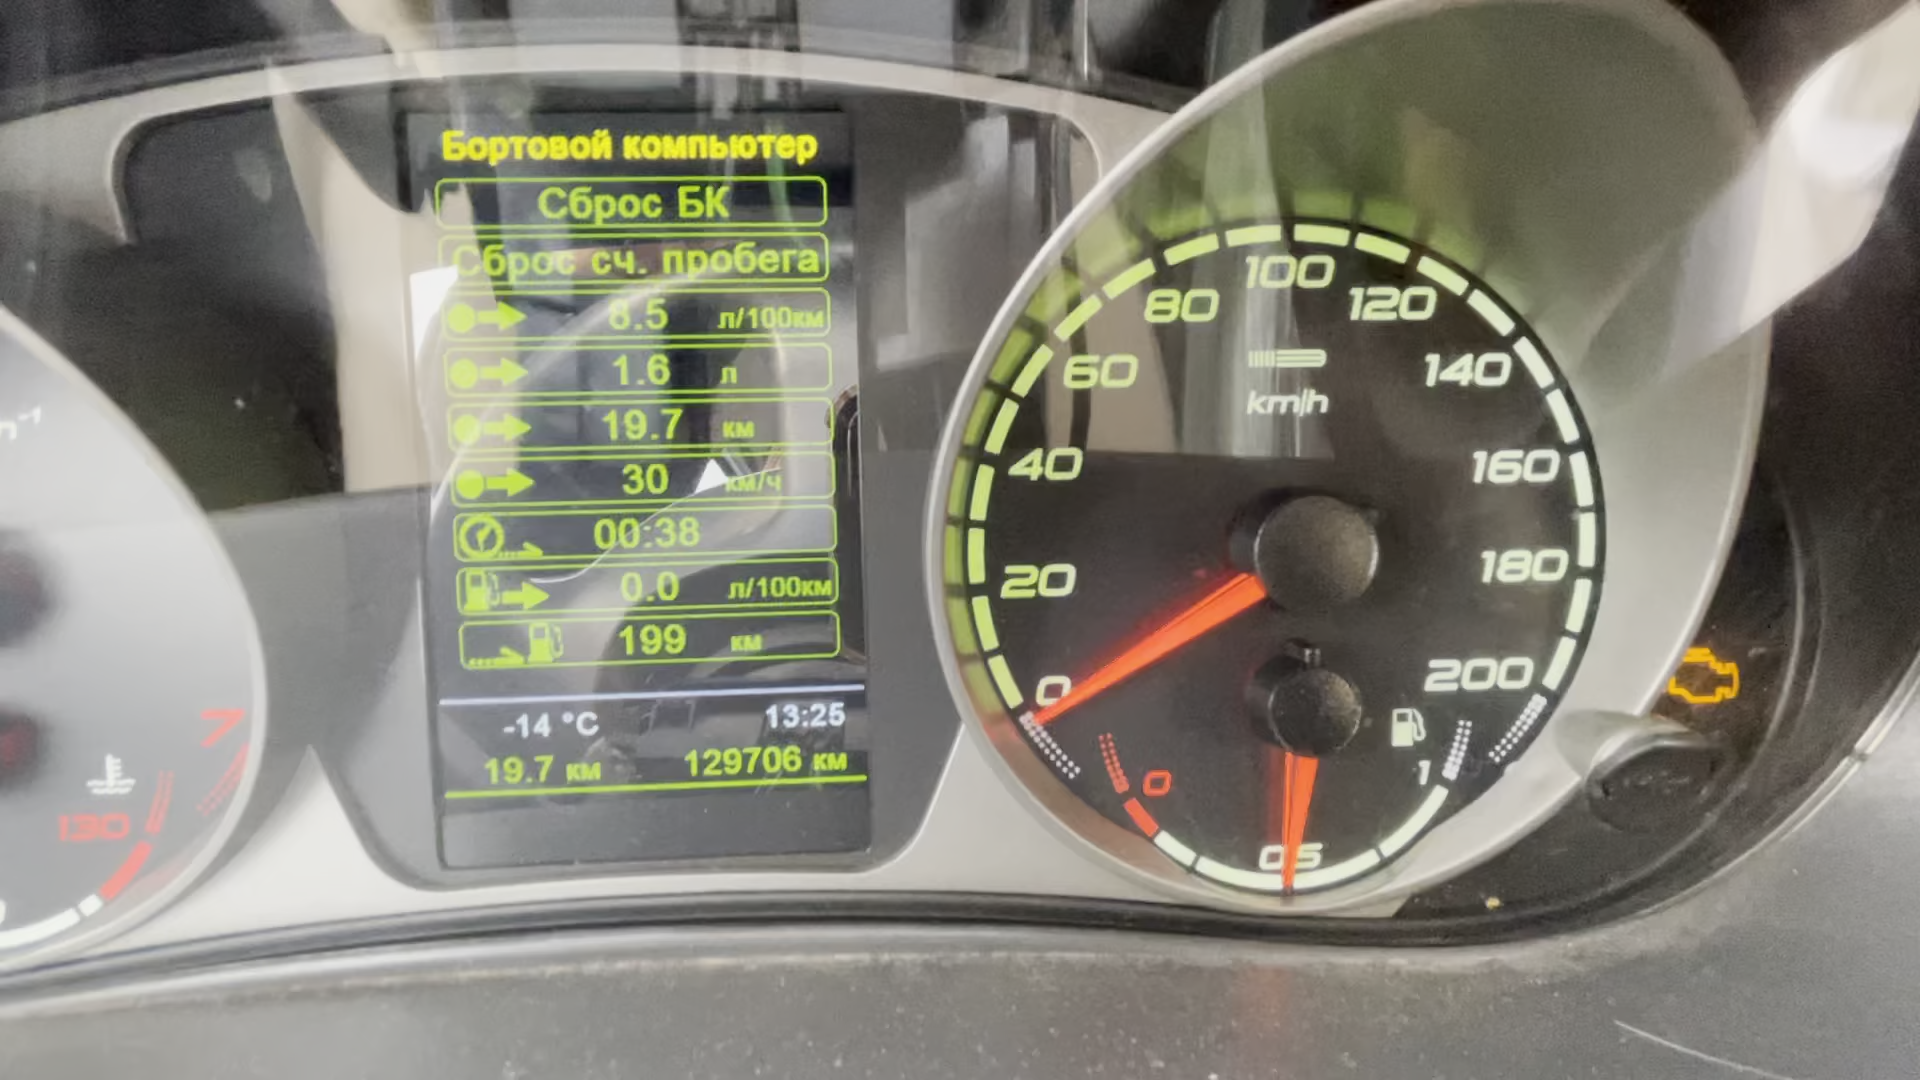 Бортовой компьютер
Сброс БК
Сброс сч. пробега
8.5 л/100км
1.6 л
19.7 км
30 км/ч
00:38
0.0 л/100км
199 км
-14 °C 13:25
19.7 км 129706 км
7
130
0
20
40
60
80
100
120
140
160
180
200
km/h
0
0.5
1